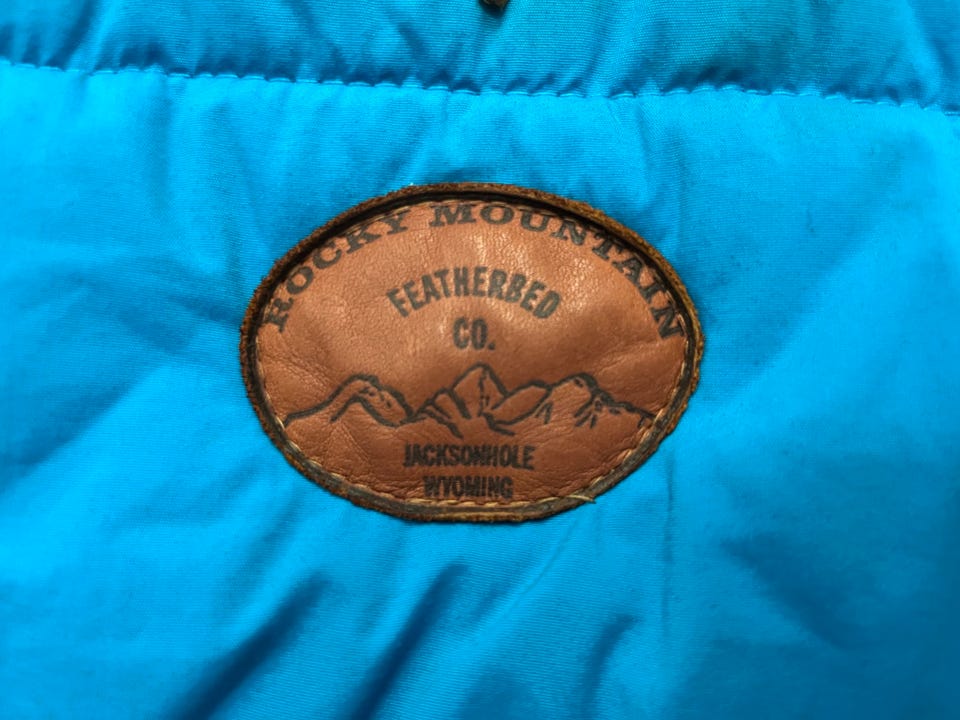 ROCKY MOUNTAIN
FEATHERBED
CO.
JACKSONHOLE
WYOMING